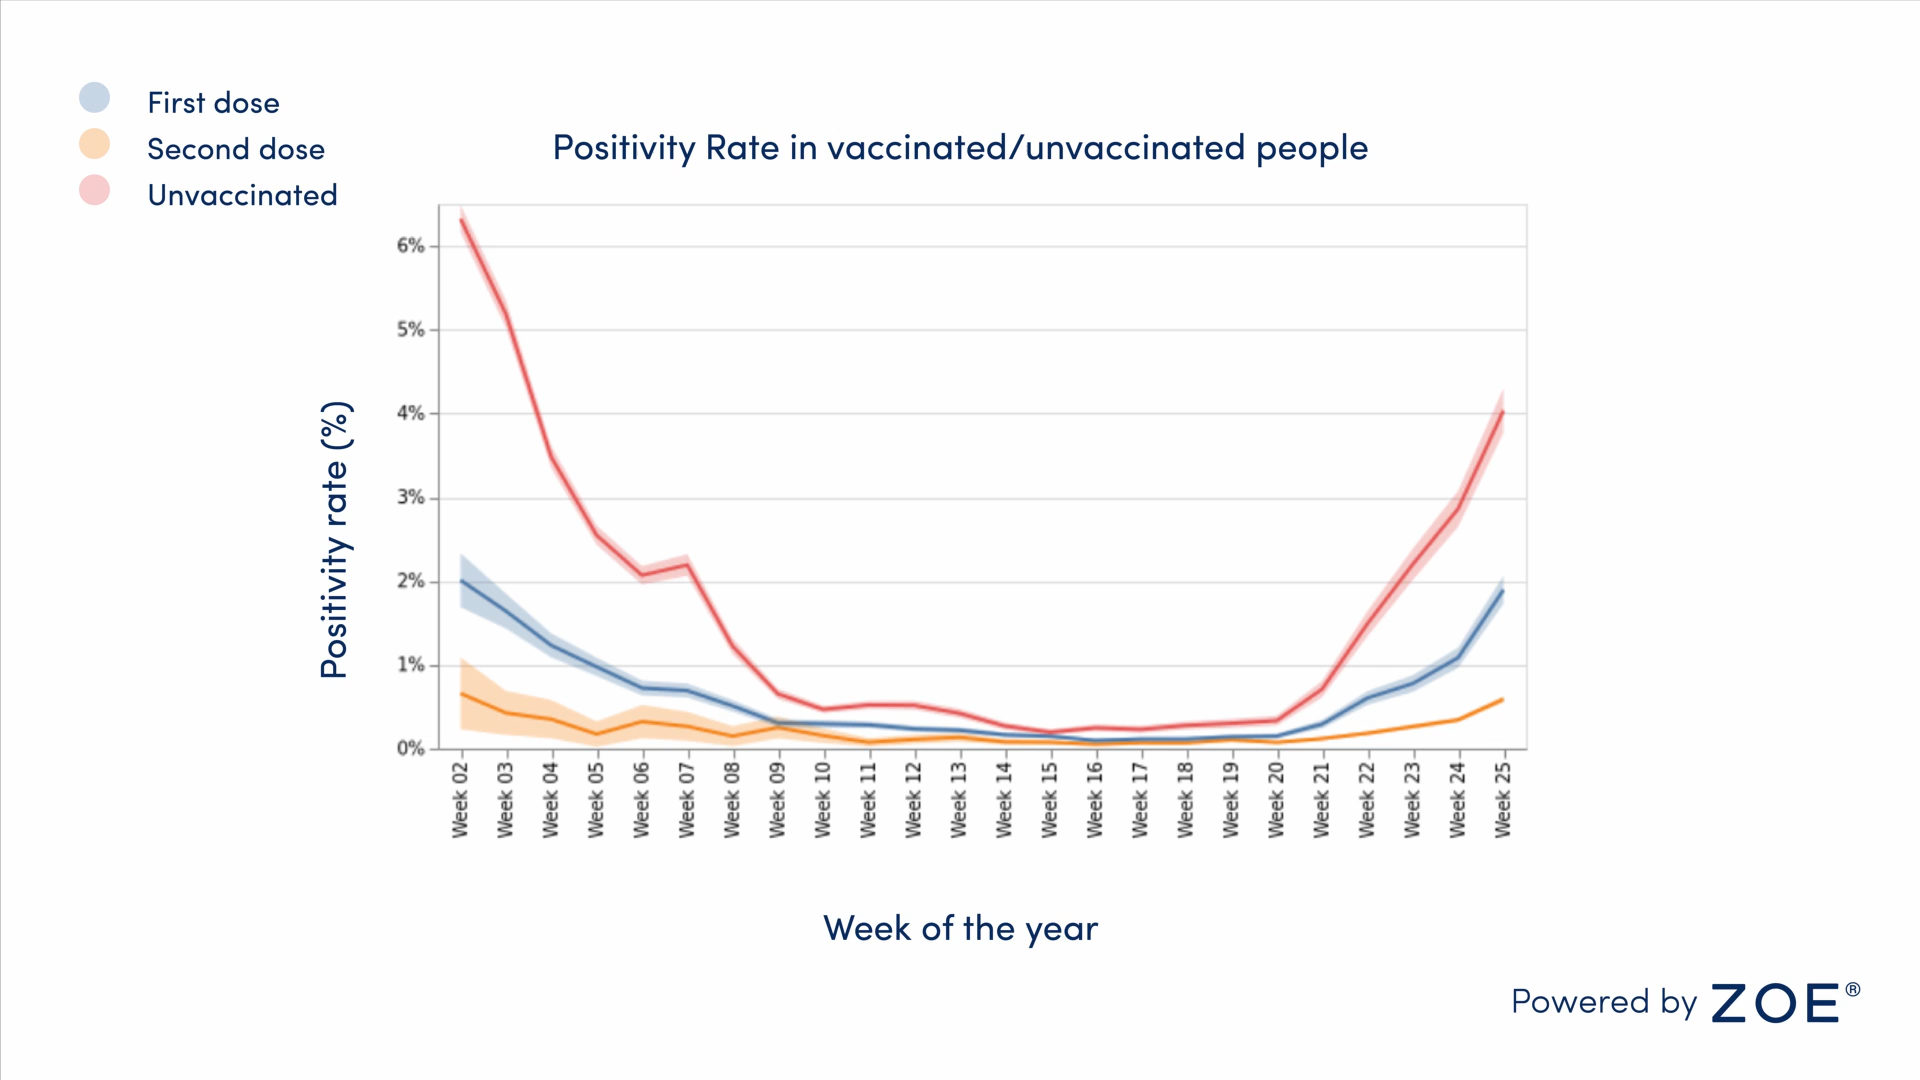 First dose
Second dose
Unvaccinated
Positivity Rate in vaccinated/unvaccinated people
Positivity rate (%)
6%
5%
4%
3%
2%
1%
0%
Week 02
Week 03
Week 04
Week 05
Week 06
Week 07
Week 08
Week 09
Week 10
Week 11
Week 12
Week 13
Week 14
Week 15
Week 16
Week 17
Week 18
Week 19
Week 20
Week 21
Week 22
Week 23
Week 24
Week 25
Week of the year
Powered by ZOE®